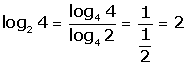 log₂ 4 = log₄ 4 / log₄ 2 = 1 / (1/2) = 2